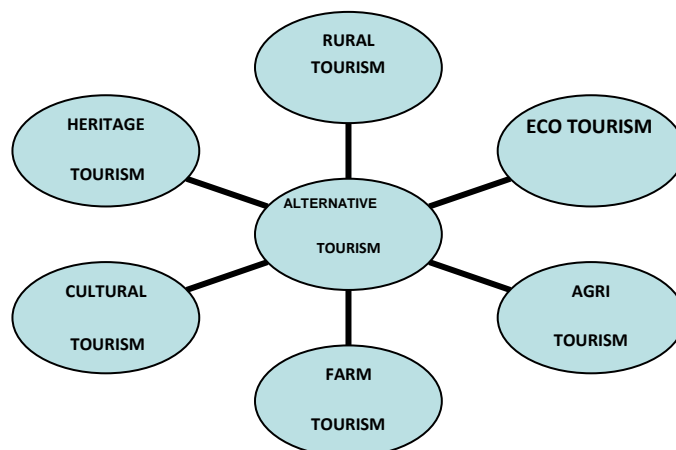 RURAL
TOURISM
HERITAGE
TOURISM
ECO TOURISM
ALTERNATIVE
TOURISM
CULTURAL
TOURISM
AGRI
TOURISM
FARM
TOURISM